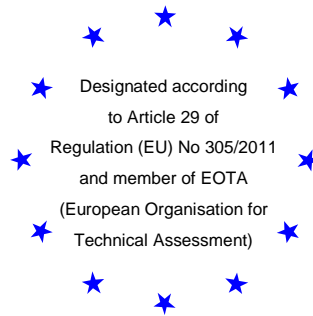 Designated according
to Article 29 of
Regulation (EU) No 305/2011
and member of EOTA
(European Organisation for
Technical Assessment)